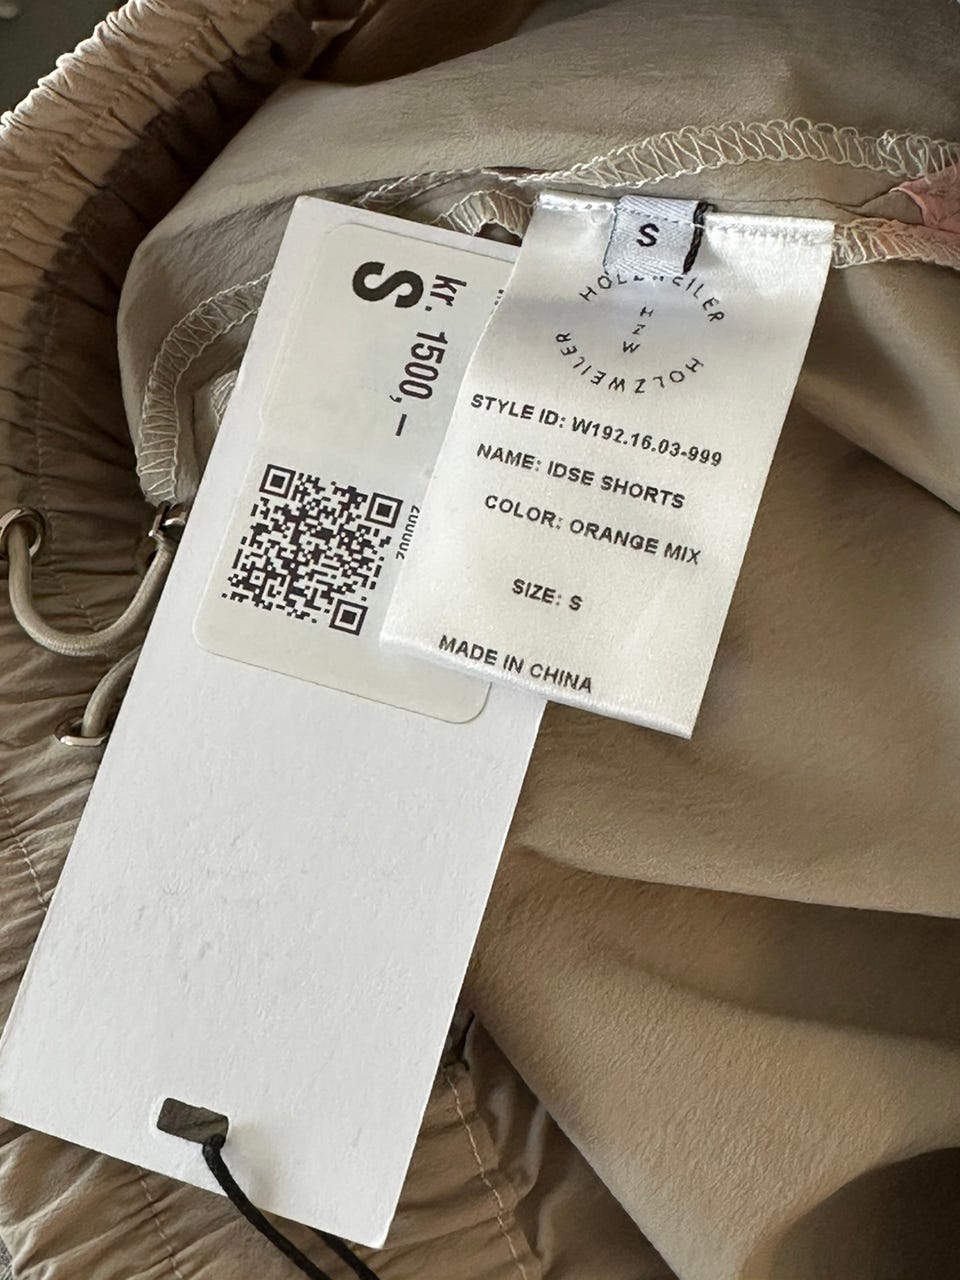 S
kr. 1500,–
S
HOLZWEILER
H
Z
W
HOLZWEILER
STYLE ID: W192.16.03-999
NAME: IDSE SHORTS
COLOR: ORANGE MIX
SIZE: S
MADE IN CHINA